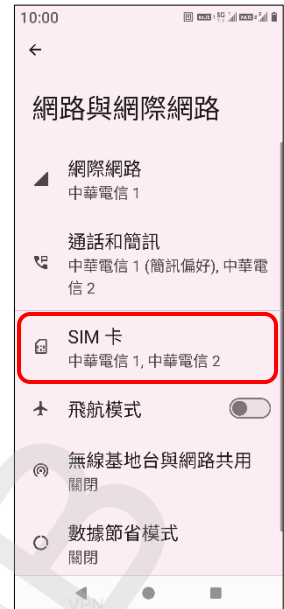 10:00
網路與網際網路
網際網路
中華電信 1
通話和簡訊
中華電信 1 (簡訊偏好), 中華電
信 2
SIM 卡
中華電信 1, 中華電信 2
飛航模式
無線基地台與網路共用
關閉
數據節省模式
關閉
VPN